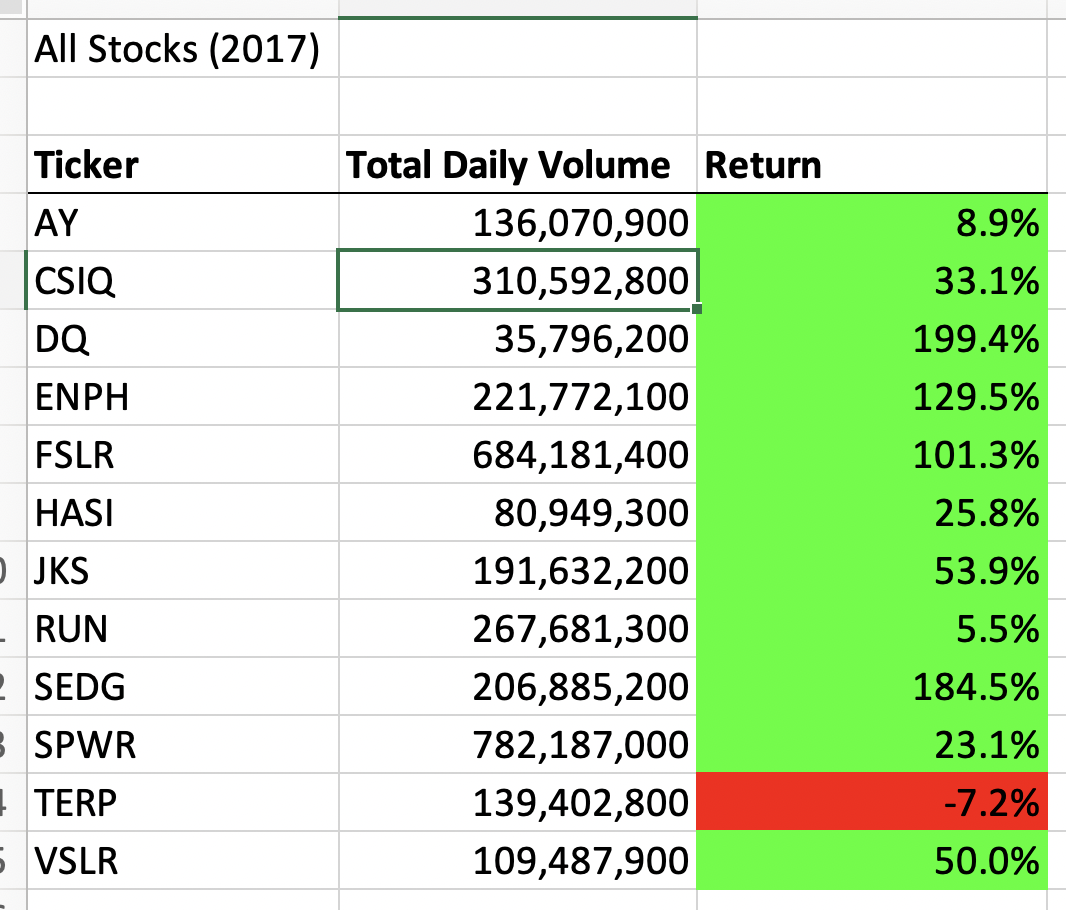 All Stocks (2017)
Ticker Total Daily Volume Return
AY 136,070,900 8.9%
CSIQ 310,592,800 33.1%
DQ 35,796,200 199.4%
ENPH 221,772,100 129.5%
FSLR 684,181,400 101.3%
HASI 80,949,300 25.8%
JKS 191,632,200 53.9%
RUN 267,681,300 5.5%
SEDG 206,885,200 184.5%
SPWR 782,187,000 23.1%
TERP 139,402,800 -7.2%
VSLR 109,487,900 50.0%